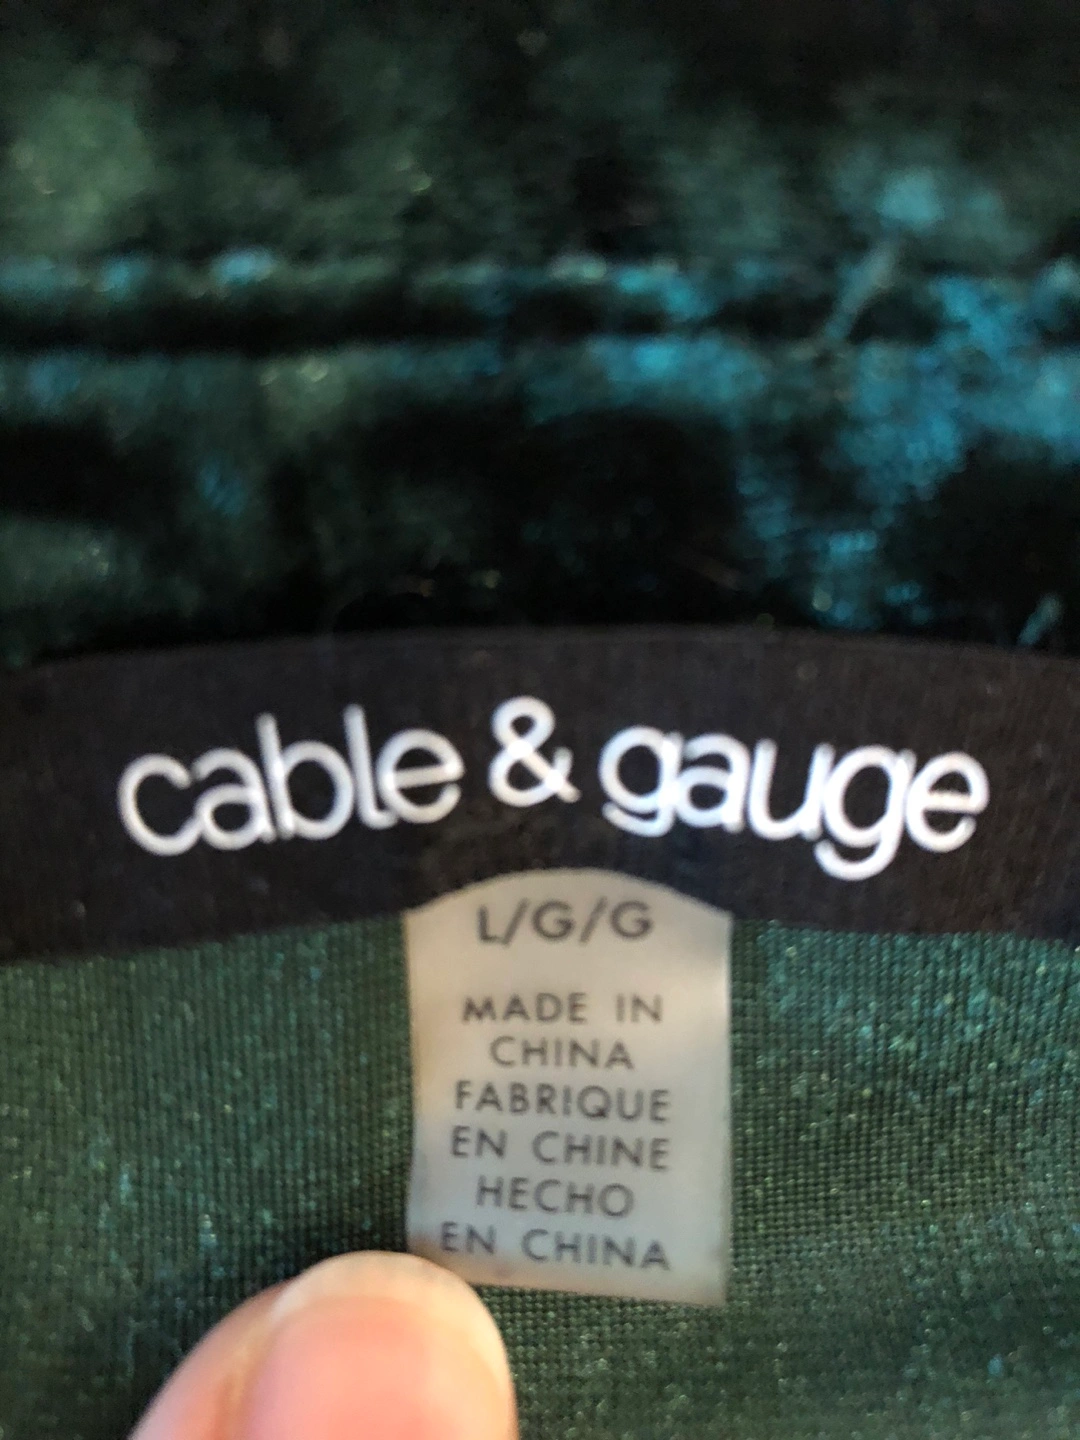 cable & gauge
L/G/G
MADE IN
CHINA
FABRIQUE
EN CHINE
HECHO
EN CHINA